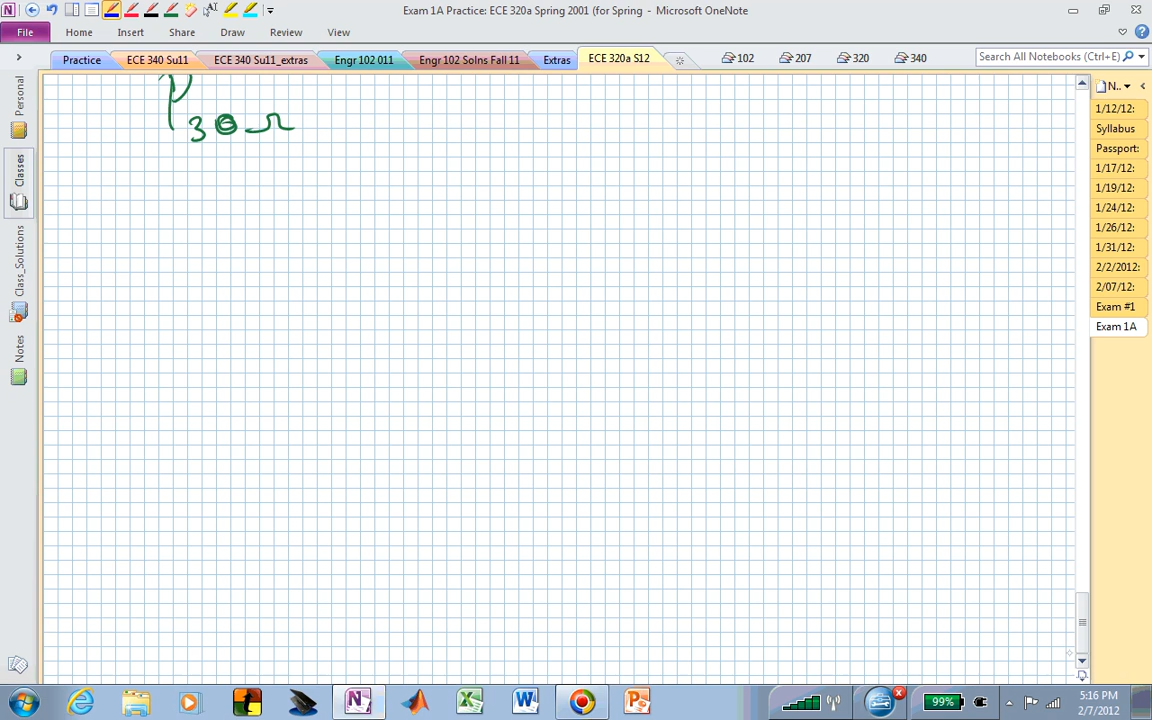 Exam 1A Practice: ECE 320a Spring 2001 (for Spring - Microsoft OneNote
File Home Insert Share Draw Review View
Practice ECE 340 Su11 ECE 340 Su11_extras Engr 102 011 Engr 102 Solns Fall 11 Extras ECE 320a S12 102 207 320 340 Search All Notebooks (Ctrl+E)
N..
Personal
Classes
Class_Solutions
Notes
P
30Ω
1/12/12:
Syllabus
Passport:
1/17/12:
1/19/12:
1/24/12:
1/26/12:
1/31/12:
2/2/2012:
2/07/12:
Exam #1
Exam 1A
99%
5:16 PM
2/7/2012